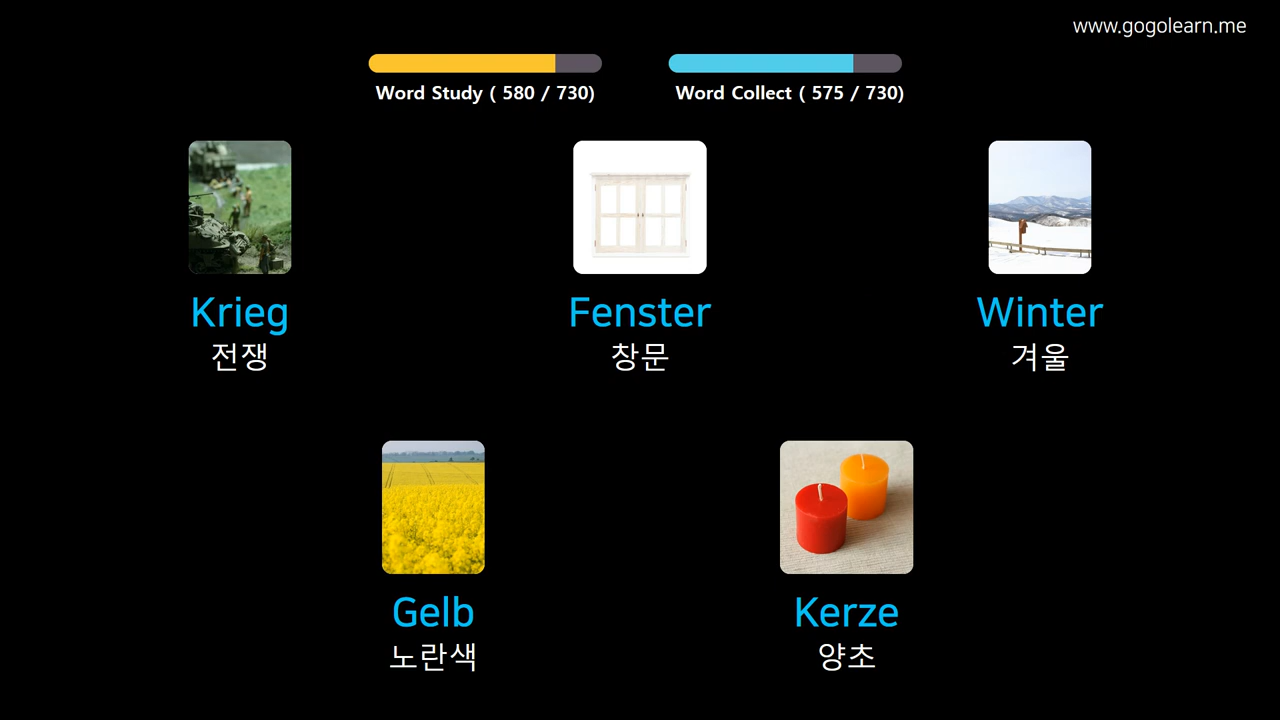 www.gogolearn.me
Word Study ( 580 / 730)
Word Collect ( 575 / 730)
Krieg
전쟁
Fenster
창문
Winter
겨울
Gelb
노란색
Kerze
양초